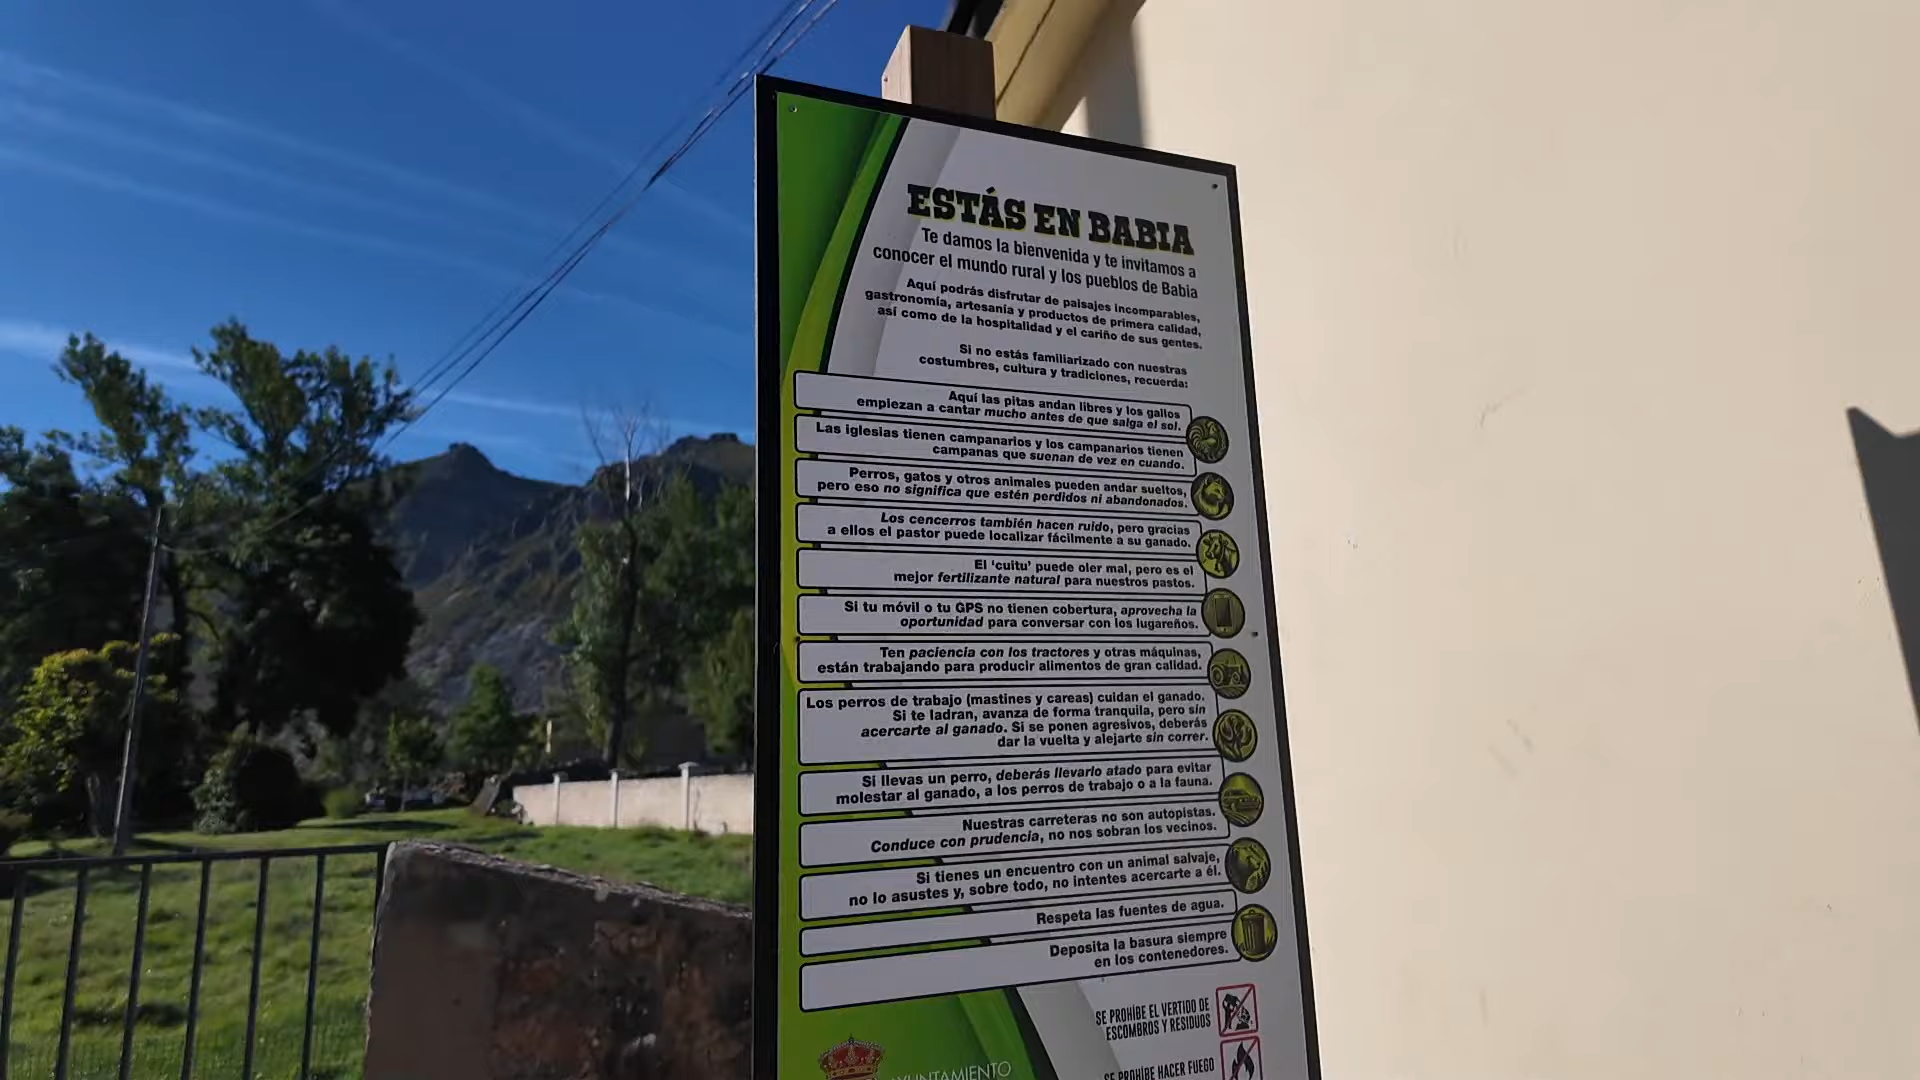 ESTÁS EN BABIA
Te damos la bienvenida y te invitamos a
conocer el mundo rural y los pueblos de Babia
Aquí podrás disfrutar de paisajes incomparables,
gastronomía, artesanía y productos de primera calidad,
así como de la hospitalidad y el cariño de sus gentes.
Si no estás familiarizado con nuestras
costumbres, cultura y tradiciones, recuerda:
Aquí las pitas andan libres y los gallos
empiezan a cantar mucho antes de que salga el sol.
Las iglesias tienen campanarios y los campanarios tienen
campanas que suenan de vez en cuando.
Perros, gatos y otros animales pueden andar sueltos,
pero eso no significa que estén perdidos ni abandonados.
Los cencerros también hacen ruido, pero gracias
a ellos el pastor puede localizar fácilmente a su ganado.
El ‘cuitu’ puede oler mal, pero es el
mejor fertilizante natural para nuestros pastos.
Si tu móvil o tu GPS no tienen cobertura, aprovecha la
oportunidad para conversar con los lugareños.
Ten paciencia con los tractores y otras máquinas,
están trabajando para producir alimentos de gran calidad.
Los perros de trabajo (mastines y careas) cuidan el ganado.
Si te ladran, avanza de forma tranquila, pero sin
acercarte al ganado. Si se ponen agresivos, deberás
dar la vuelta y alejarte sin correr.
Si llevas un perro, deberás llevarlo atado para evitar
molestar al ganado, a los perros de trabajo o a la fauna.
Nuestras carreteras no son autopistas.
Conduce con prudencia, no nos sobran los vecinos.
Si tienes un encuentro con un animal salvaje,
no lo asustes y, sobre todo, no intentes acercarte a él.
Respeta las fuentes de agua.
Deposita la basura siempre
en los contenedores.
SE PROHÍBE EL VERTIDO DE
ESCOMBROS Y RESIDUOS
SE PROHÍBE HACER FUEGO
AYUNTAMIENTO